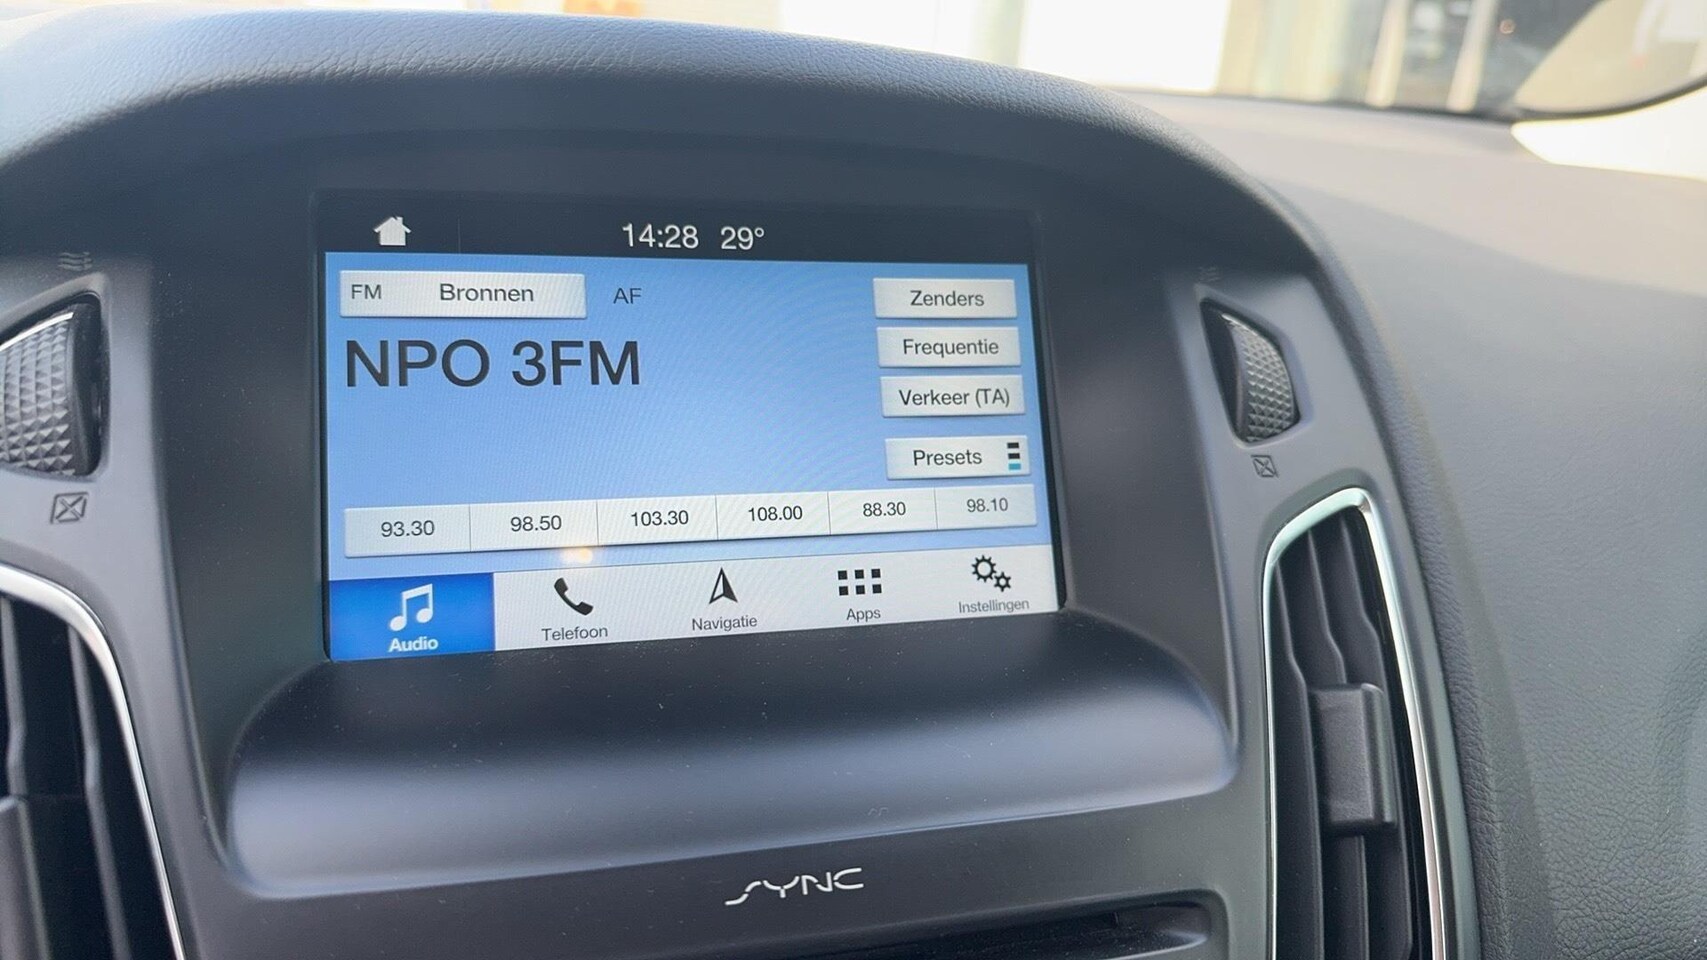 14:28 29°
FM Bronnen AF
Zenders
NPO 3FM
Frequentie
Verkeer (TA)
Presets
93.30 98.50 103.30 108.00 88.30 98.10
Audio Telefoon Navigatie Apps Instellingen
SYNC